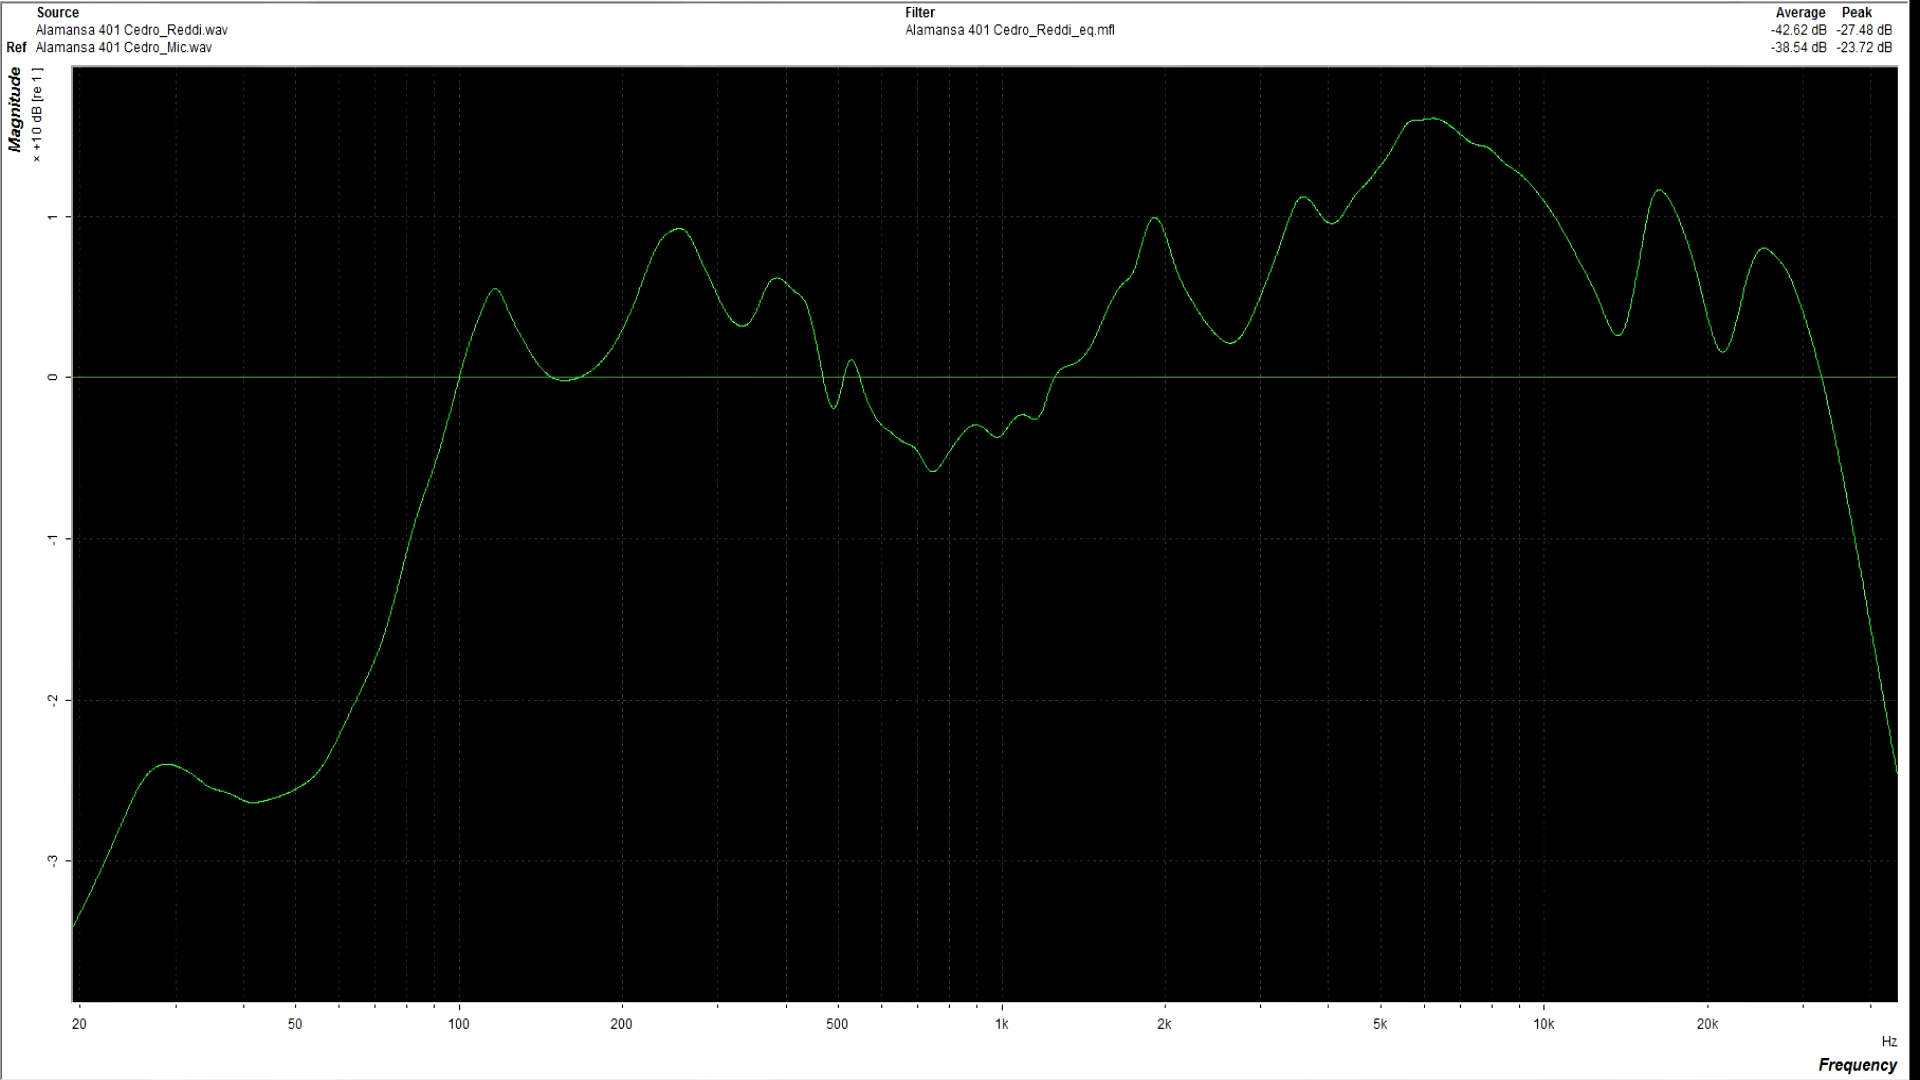 Source
Filter
Average Peak
Alamansa 401 Cedro_Reddi.wav
Alamansa 401 Cedro_Reddi_eq.mfl
-42.62 dB -27.48 dB
Ref Alamansa 401 Cedro_Mic.wav
-38.54 dB -23.72 dB
Magnitude
× +10 dB [re 1 ]
1
0
-1
-2
-3
20 50 100 200 500 1k 2k 5k 10k 20k
Hz
Frequency